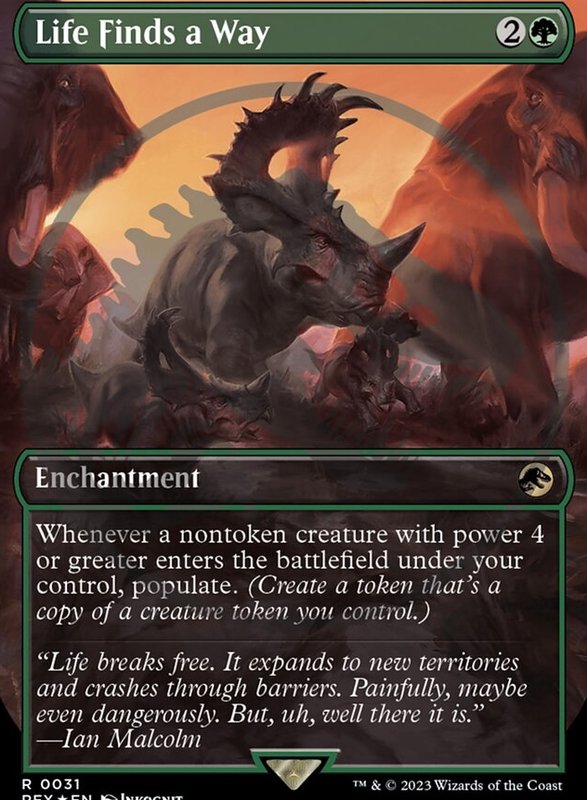 Life Finds a Way 2
Enchantment
Whenever a nontoken creature with power 4
or greater enters the battlefield under your
control, populate. (Create a token that's a
copy of a creature token you control.)
“Life breaks free. It expands to new territories
and crashes through barriers. Painfully, maybe
even dangerously. But, uh, well there it is.”
—Ian Malcolm
R 0031 ™ & © 2023 Wizards of the Coast
REX★EN Inkognit